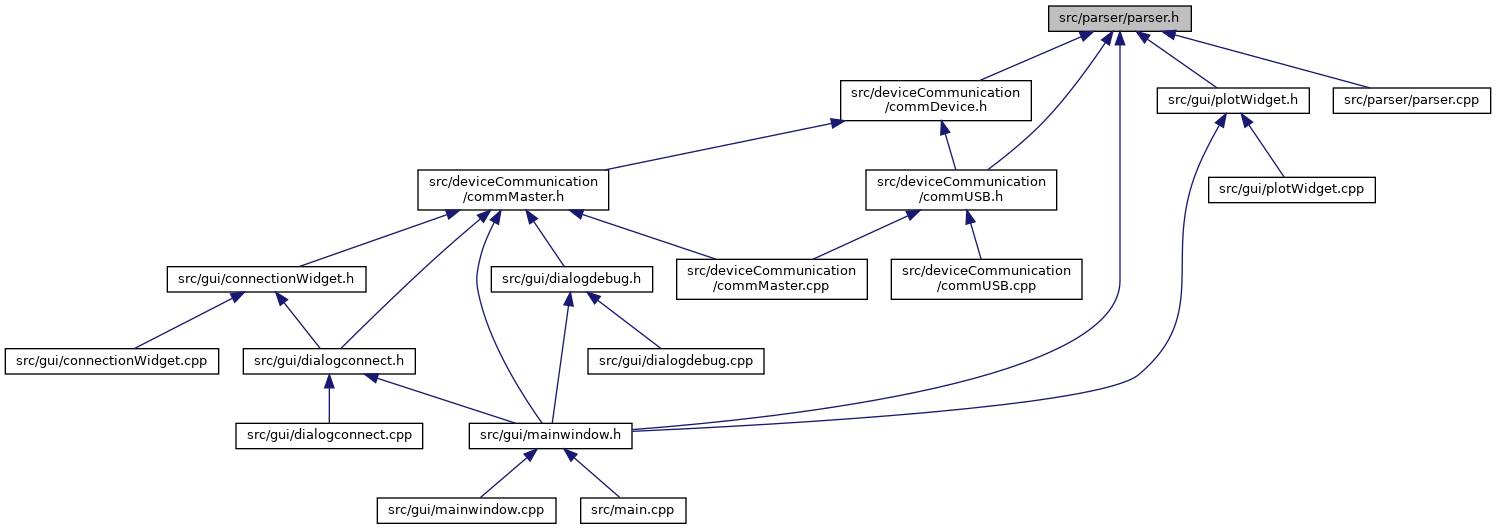 src/parser/parser.h
src/deviceCommunication
/commDevice.h
src/gui/plotWidget.h
src/parser/parser.cpp
src/deviceCommunication
/commMaster.h
src/deviceCommunication
/commUSB.h
src/gui/plotWidget.cpp
src/gui/connectionWidget.h
src/gui/dialogdebug.h
src/deviceCommunication
/commMaster.cpp
src/deviceCommunication
/commUSB.cpp
src/gui/connectionWidget.cpp
src/gui/dialogconnect.h
src/gui/dialogdebug.cpp
src/gui/dialogconnect.cpp
src/gui/mainwindow.h
src/gui/mainwindow.cpp
src/main.cpp